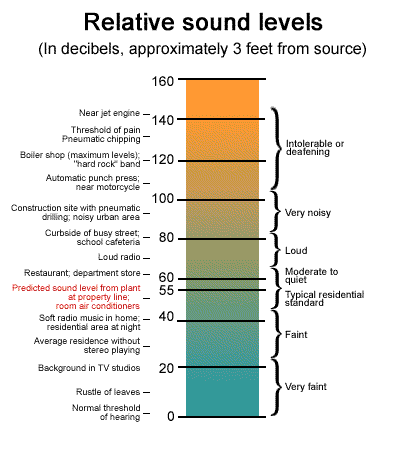 Relative sound levels
(In decibels, approximately 3 feet from source)
160
Near jet engine
140
Threshold of pain
Pneumatic chipping
Intolerable or
deafening
Boiler shop (maximum levels);
"hard rock" band
120
Automatic punch press;
near motorcycle
100
Construction site with pneumatic
drilling; noisy urban area
Very noisy
Curbside of busy street;
school cafeteria
80
Loud radio
Loud
Restaurant; department store
60
Moderate to
quiet
Predicted sound level from plant
at property line;
room air conditioners
55
Typical residential
standard
Soft radio music in home;
residential area at night
40
Faint
Average residence without
stereo playing
Background in TV studios
20
Very faint
Rustle of leaves
Normal threshold
of hearing
0